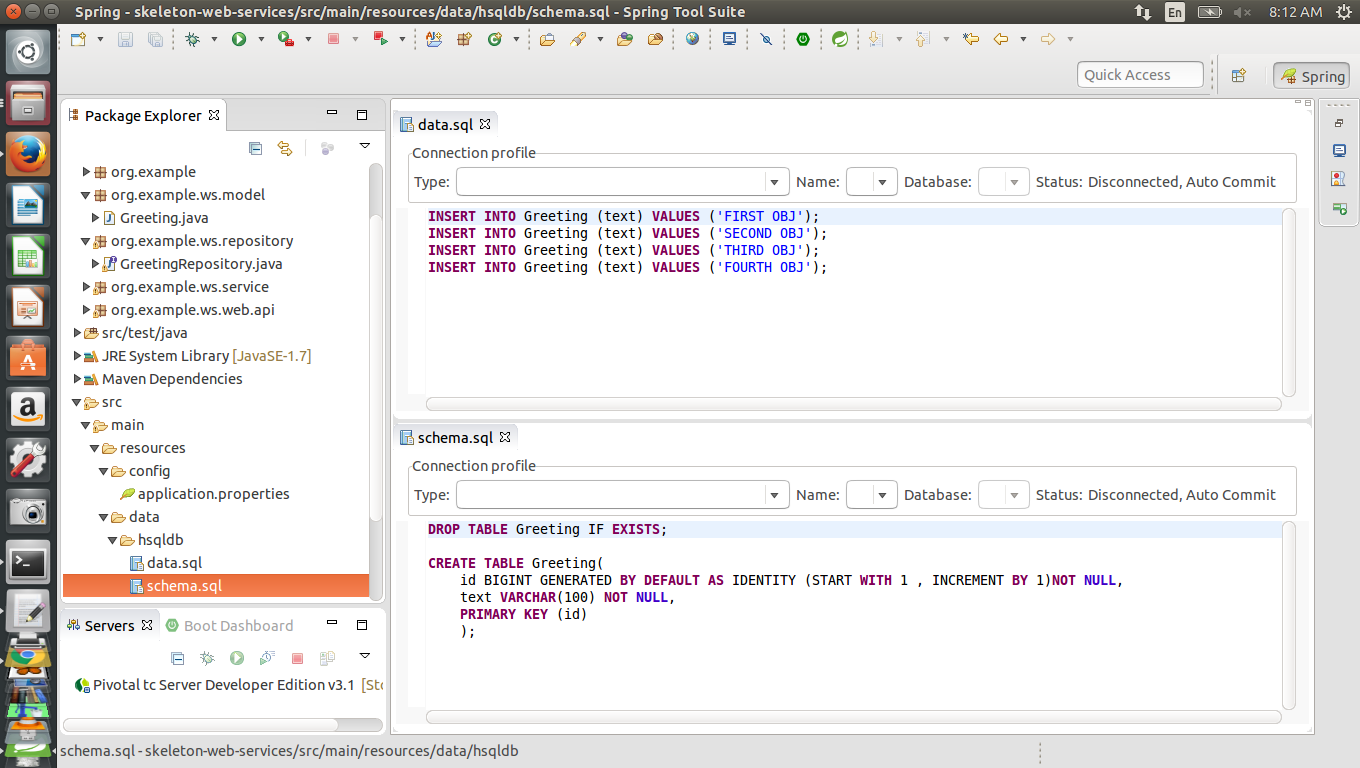 Spring - skeleton-web-services/src/main/resources/data/hsqldb/schema.sql - Spring Tool Suite
En
8:12 AM
Quick Access
Spring
Package Explorer
org.example
org.example.ws.model
Greeting.java
org.example.ws.repository
GreetingRepository.java
org.example.ws.service
org.example.ws.web.api
src/test/java
JRE System Library [JavaSE-1.7]
Maven Dependencies
src
main
resources
config
application.properties
data
hsqldb
data.sql
schema.sql
Servers
Boot Dashboard
Pivotal tc Server Developer Edition v3.1 [Sto
data.sql
Connection profile
Type:
Name:
Database:
Status: Disconnected, Auto Commit
INSERT INTO Greeting (text) VALUES ('FIRST OBJ');
INSERT INTO Greeting (text) VALUES ('SECOND OBJ');
INSERT INTO Greeting (text) VALUES ('THIRD OBJ');
INSERT INTO Greeting (text) VALUES ('FOURTH OBJ');
schema.sql
Connection profile
Type:
Name:
Database:
Status: Disconnected, Auto Commit
DROP TABLE Greeting IF EXISTS;
CREATE TABLE Greeting(
id BIGINT GENERATED BY DEFAULT AS IDENTITY (START WITH 1 , INCREMENT BY 1)NOT NULL,
text VARCHAR(100) NOT NULL,
PRIMARY KEY (id)
);
schema.sql - skeleton-web-services/src/main/resources/data/hsqldb